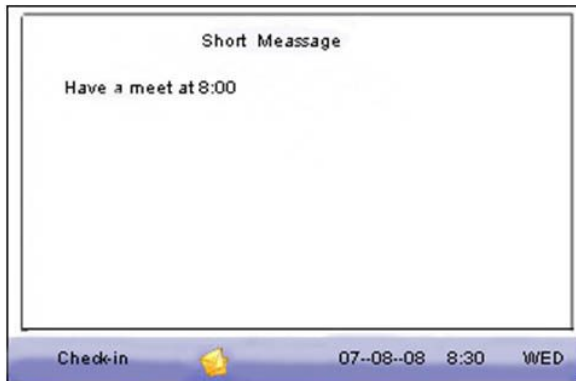 Short Meassage
Have a meet at 8:00
Check-in 07--08--08 8:30 WED